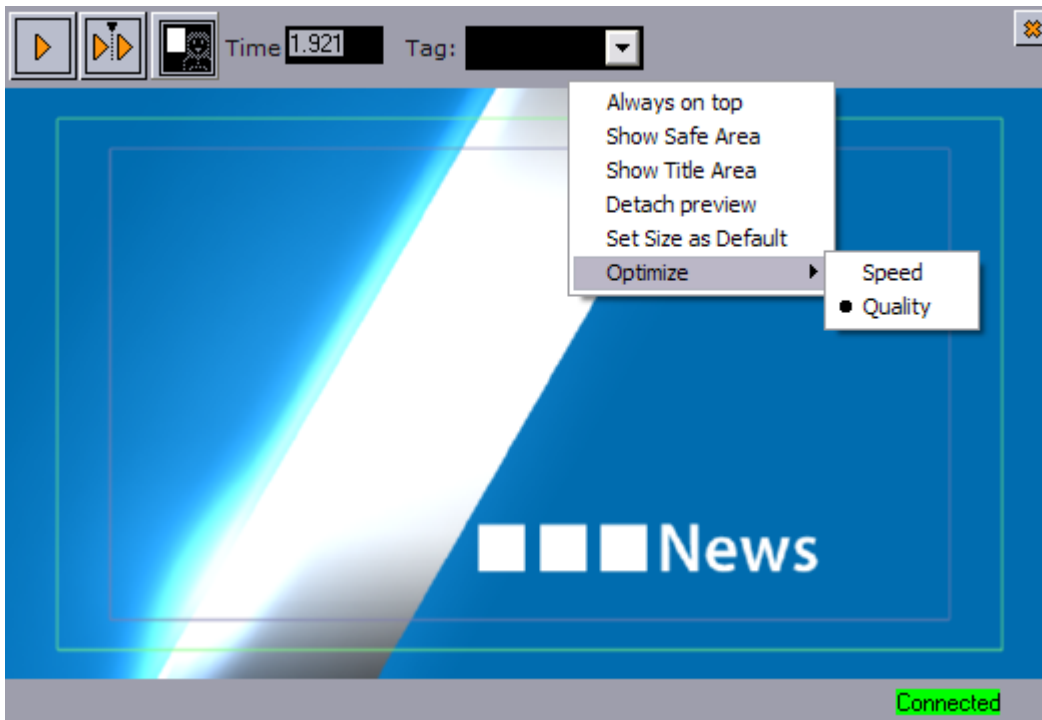 Time 1.921 Tag:
Always on top
Show Safe Area
Show Title Area
Detach preview
Set Size as Default
Optimize
Speed
Quality
News
Connected